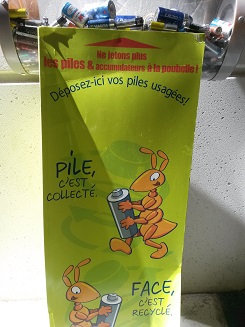 Ne jetons plus
les piles & accumulateurs à la poubelle !
Déposez-ici vos piles usagées!
PILE,
C'EST
COLLECTÉ.
FACE,
C'EST
RECYCLÉ.